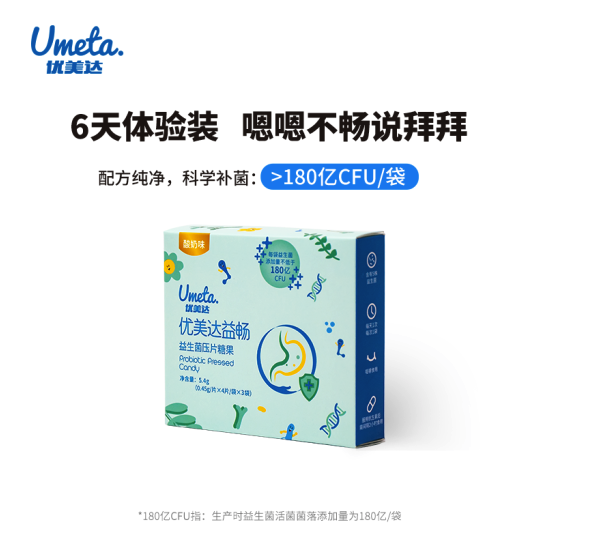 Umeta.
优美达
6天体验装 嗯嗯不畅说拜拜
配方纯净，科学补菌：>180亿CFU/袋
酸奶味
每袋益生菌
添加量不低于
180亿
CFU
Umeta.
优美达
优美达益畅
益生菌压片糖果
Probiotic Pressed
Candy
净含量：5.4g
(0.45g/片×4片/袋×3袋)
*180亿CFU指：生产时益生菌活菌菌落添加量为180亿/袋